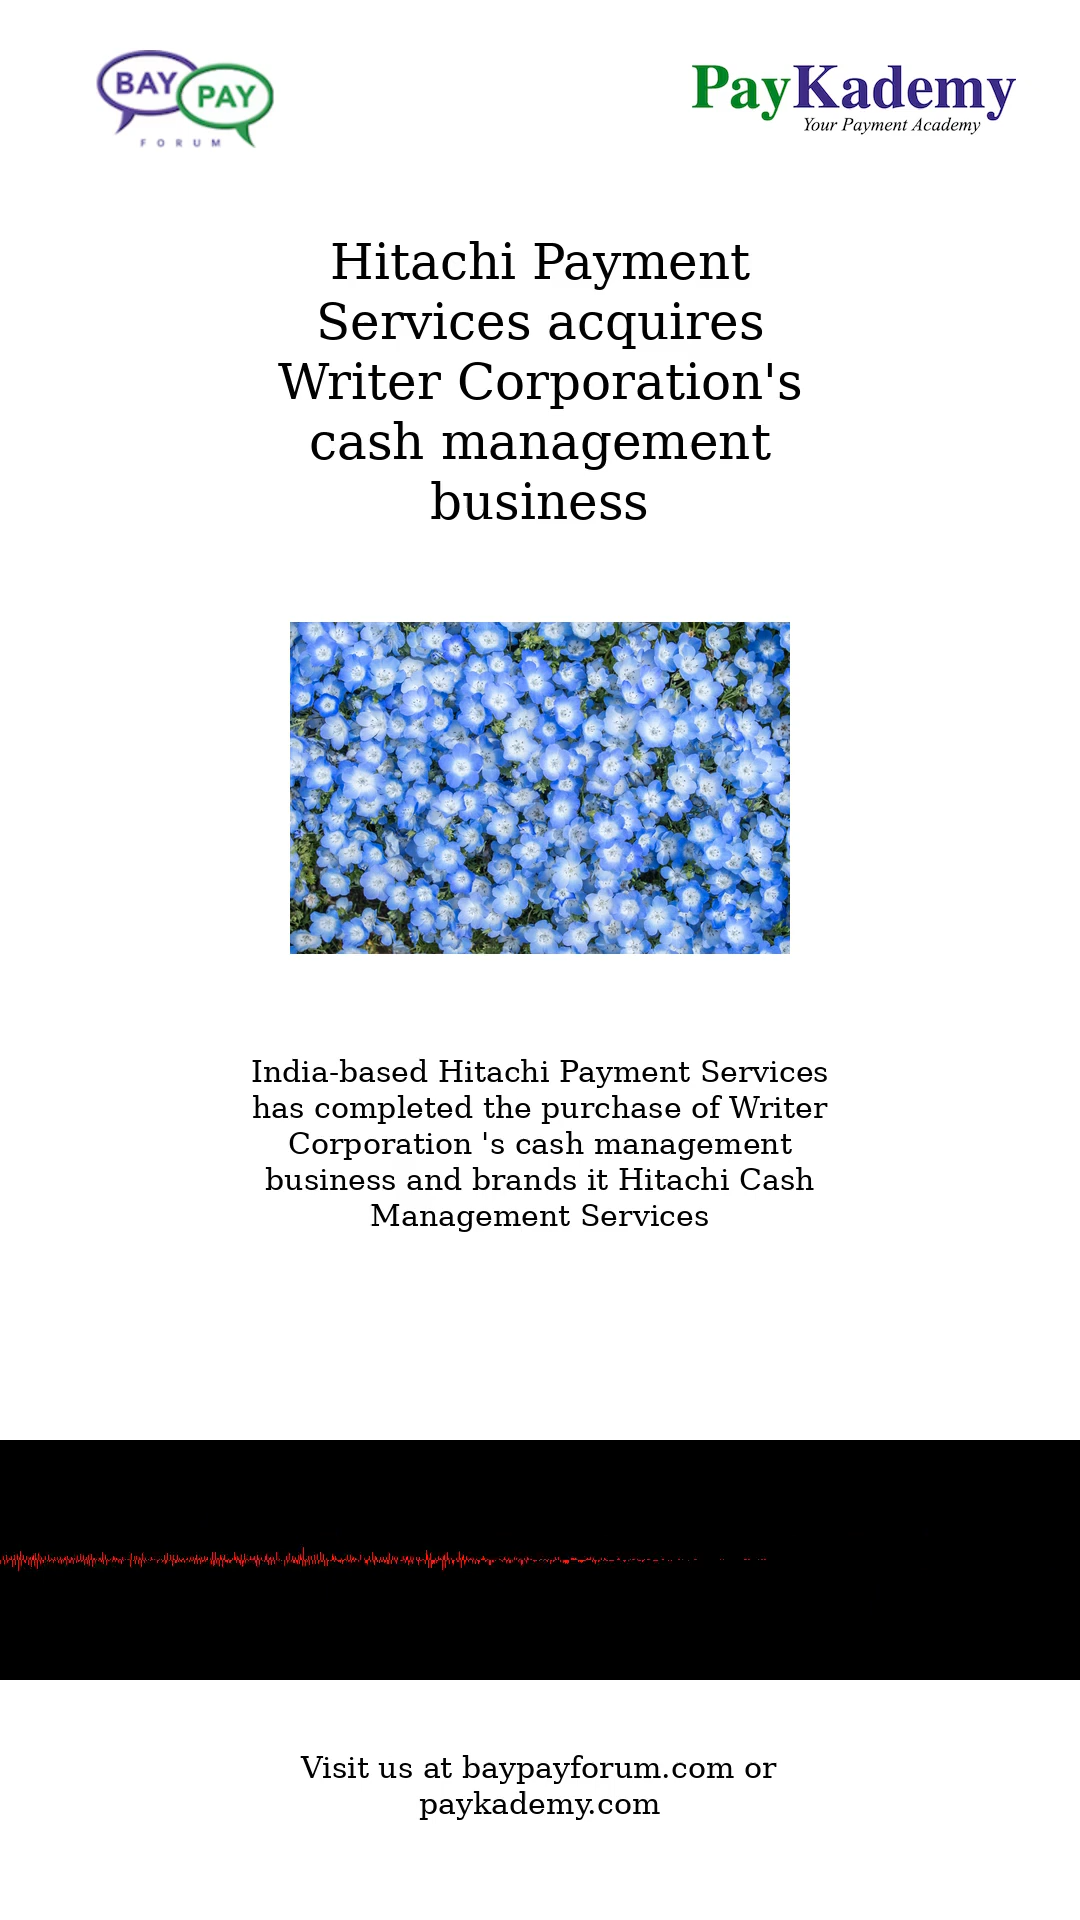 BAY PAY
FORUM
PayKademy
Your Payment Academy
Hitachi Payment
Services acquires
Writer Corporation's
cash management
business
India-based Hitachi Payment Services
has completed the purchase of Writer
Corporation 's cash management
business and brands it Hitachi Cash
Management Services
Visit us at baypayforum.com or
paykademy.com